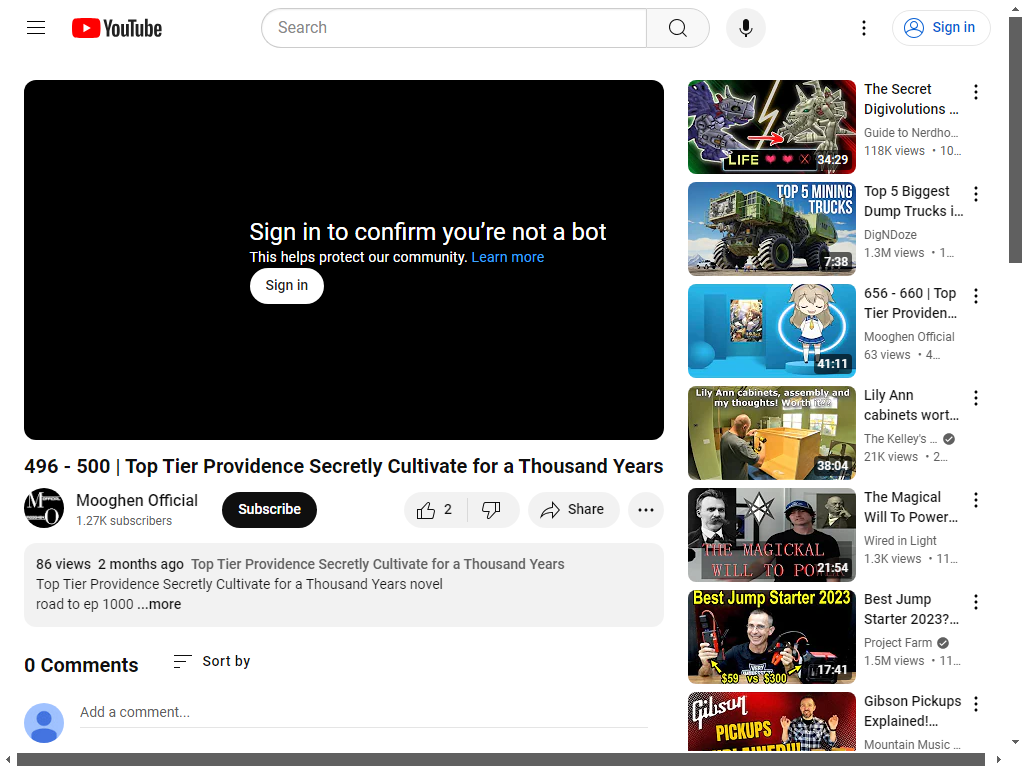 YouTube
Search
Sign in
Sign in to confirm you’re not a bot
This helps protect our community. Learn more
Sign in
496 - 500 | Top Tier Providence Secretly Cultivate for a Thousand Years
Mooghen Official
1.27K subscribers
Subscribe
2
Share
86 views 2 months ago Top Tier Providence Secretly Cultivate for a Thousand Years
Top Tier Providence Secretly Cultivate for a Thousand Years novel
road to ep 1000 ...more
0 Comments
Sort by
Add a comment...
LIFE
34:29
The Secret
Digivolutions ...
Guide to Nerdho...
118K views • 10...
TOP 5 MINING
TRUCKS
7:38
Top 5 Biggest
Dump Trucks i...
DigNDoze
1.3M views • 1...
41:11
656 - 660 | Top
Tier Providen...
Mooghen Official
63 views • 4...
Lily Ann cabinets, assembly and
my thoughts! Worth it??
38:04
Lily Ann
cabinets wort...
The Kelley's ...
21K views • 2...
THE MAGICKAL
WILL TO POWER
21:54
The Magical
Will To Power...
Wired in Light
1.3K views • 11...
Best Jump Starter 2023
$59 vs $300
17:41
Best Jump
Starter 2023?...
Project Farm
1.5M views • 11...
Gibson
PICKUPS
EXPLAINED!!
Gibson Pickups
Explained!...
Mountain Music ...